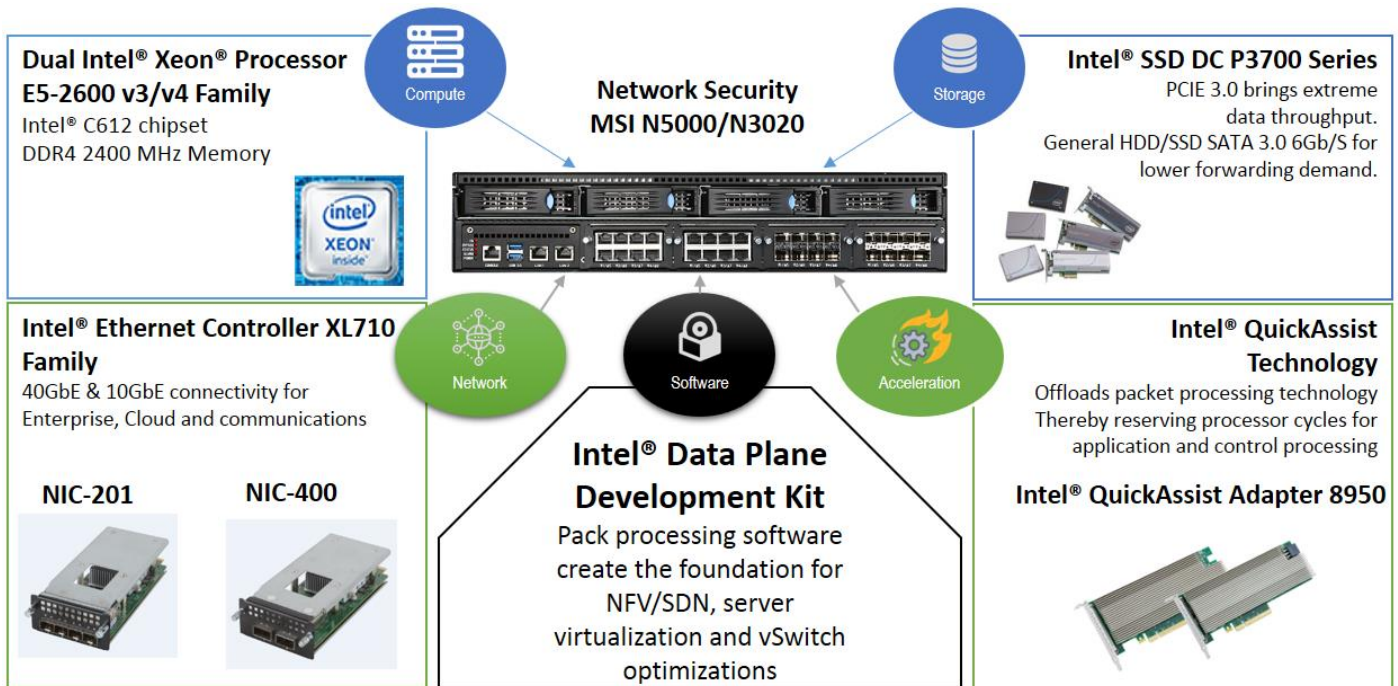 Dual Intel® Xeon® Processor
E5-2600 v3/v4 Family
Intel® C612 chipset
DDR4 2400 MHz Memory
intel®
XEON®
inside™
Compute
Network Security
MSI N5000/N3020
Storage
Intel® SSD DC P3700 Series
PCIE 3.0 brings extreme
data throughput.
General HDD/SSD SATA 3.0 6Gb/S for
lower forwarding demand.
Intel® Ethernet Controller XL710
Family
40GbE & 10GbE connectivity for
Enterprise, Cloud and communications
NIC-201
NIC-400
Network
Software
Acceleration
Intel® Data Plane
Development Kit
Pack processing software
create the foundation for
NFV/SDN, server
virtualization and vSwitch
optimizations
Intel® QuickAssist
Technology
Offloads packet processing technology
Thereby reserving processor cycles for
application and control processing
Intel® QuickAssist Adapter 8950